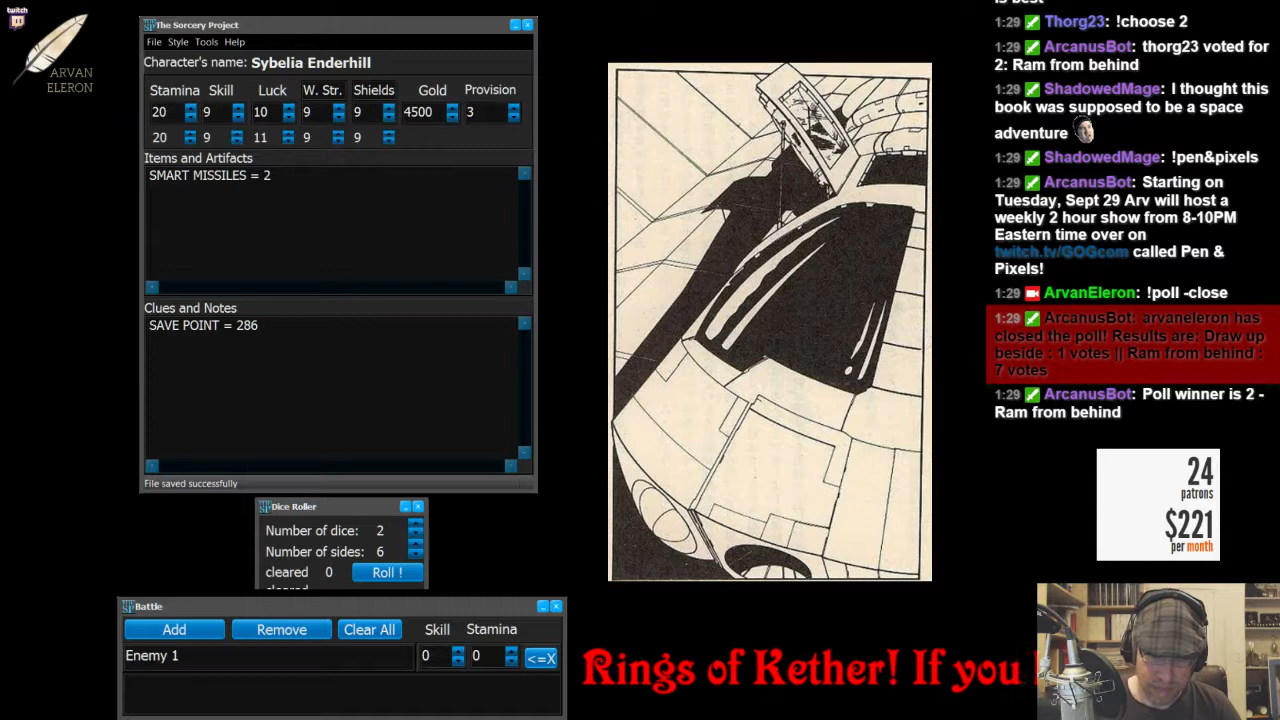 twitch
ARVAN
ELERON
The Sorcery Project
File Style Tools Help
Character's name: Sybelia Enderhill
Stamina Skill Luck W. Str. Shields Gold Provision
20 9 10 9 9 4500 3
20 9 11 9 9
Items and Artifacts
SMART MISSILES = 2
Clues and Notes
SAVE POINT = 286
File saved successfully
Dice Roller
Number of dice: 2
Number of sides: 6
cleared 0 Roll !
Battle
Add Remove Clear All Skill Stamina
Enemy 1 0 0 <=X
Rings of Kether! If you
is best
1:29 Thorg23: !choose 2
1:29 ArcanusBot: thorg23 voted for
2: Ram from behind
1:29 ShadowedMage: I thought this
book was supposed to be a space
adventure
1:29 ShadowedMage: !pen&pixels
1:29 ArcanusBot: Starting on
Tuesday, Sept 29 Arv will host a
weekly 2 hour show from 8-10PM
Eastern time over on
twitch.tv/GOGcom called Pen &
Pixels!
1:29 ArvanEleron: !poll -close
1:29 ArcanusBot: arvaneleron has
closed the poll! Results are: Draw up
beside : 1 votes || Ram from behind :
7 votes
1:29 ArcanusBot: Poll winner is 2 -
Ram from behind
24
patrons
$221
per month